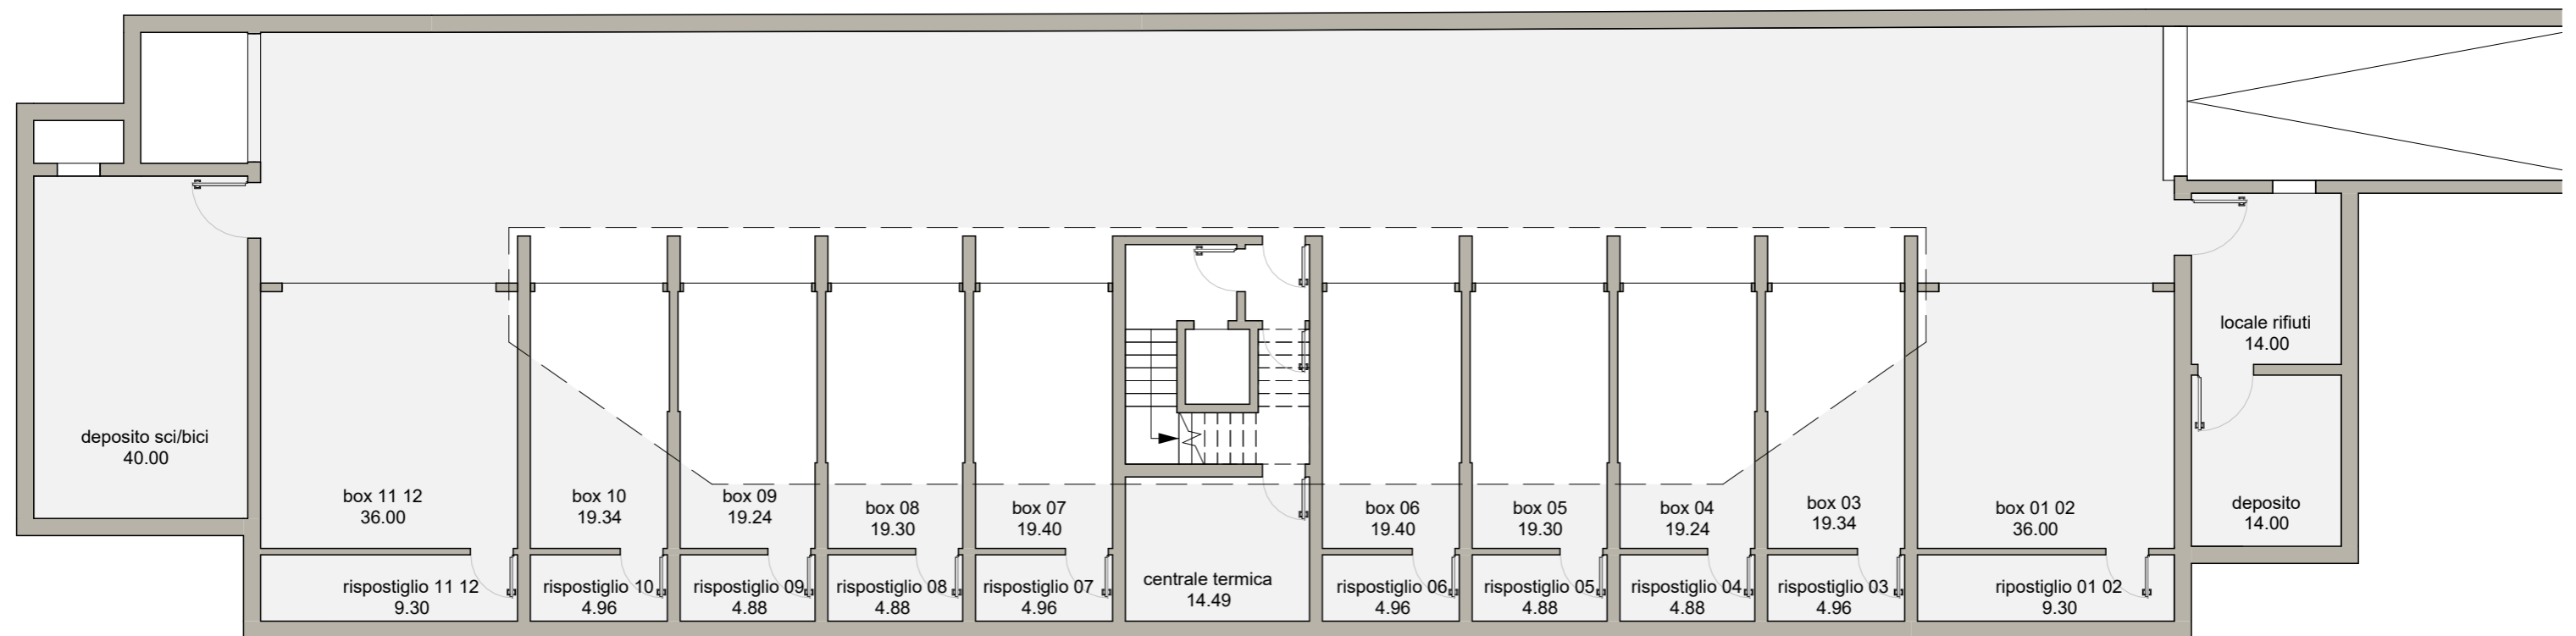 locale rifiuti
14.00
deposito sci/bici
40.00
box 11 12
36.00
box 10
19.34
box 09
19.24
box 08
19.30
box 07
19.40
box 06
19.40
box 05
19.30
box 04
19.24
box 03
19.34
box 01 02
36.00
deposito
14.00
rispostiglio 11 12
9.30
rispostiglio 10
4.96
rispostiglio 09
4.88
rispostiglio 08
4.88
rispostiglio 07
4.96
centrale termica
14.49
rispostiglio 06
4.96
rispostiglio 05
4.88
rispostiglio 04
4.88
rispostiglio 03
4.96
ripostiglio 01 02
9.30